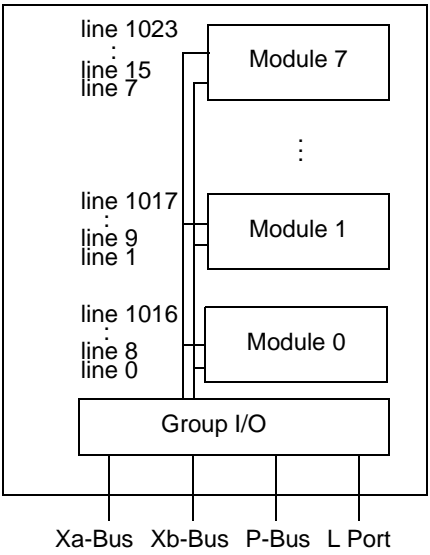 line 1023
:
line 15
line 7
Module 7
⋮
line 1017
:
line 9
line 1
Module 1
line 1016
:
line 8
line 0
Module 0
Group I/O
Xa-Bus Xb-Bus P-Bus L Port